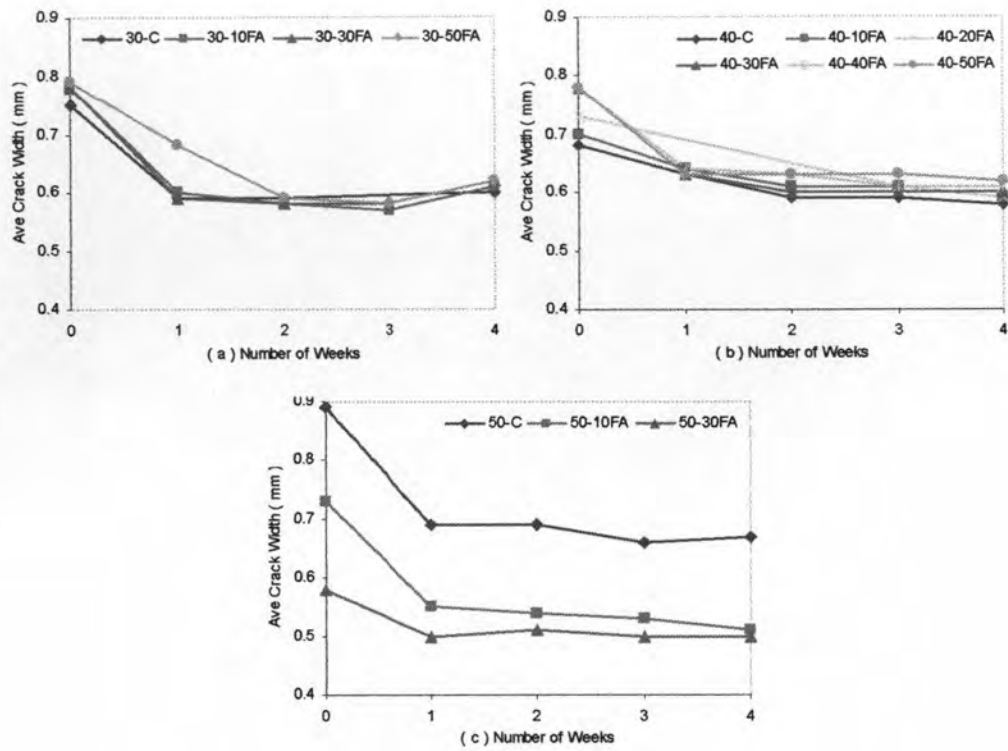 30-C 30-10FA 30-30FA 30-50FA
Ave Crack Width ( mm )
0.9
0.8
0.7
0.6
0.5
0.4
0 1 2 3 4
( a ) Number of Weeks
40-C 40-10FA 40-20FA
40-30FA 40-40FA 40-50FA
Ave Crack Width ( mm )
0.9
0.8
0.7
0.6
0.5
0.4
0 1 2 3 4
( b ) Number of Weeks
50-C 50-10FA 50-30FA
Ave Crack Width ( mm )
0.9
0.8
0.7
0.6
0.5
0.4
0 1 2 3 4
( c ) Number of Weeks